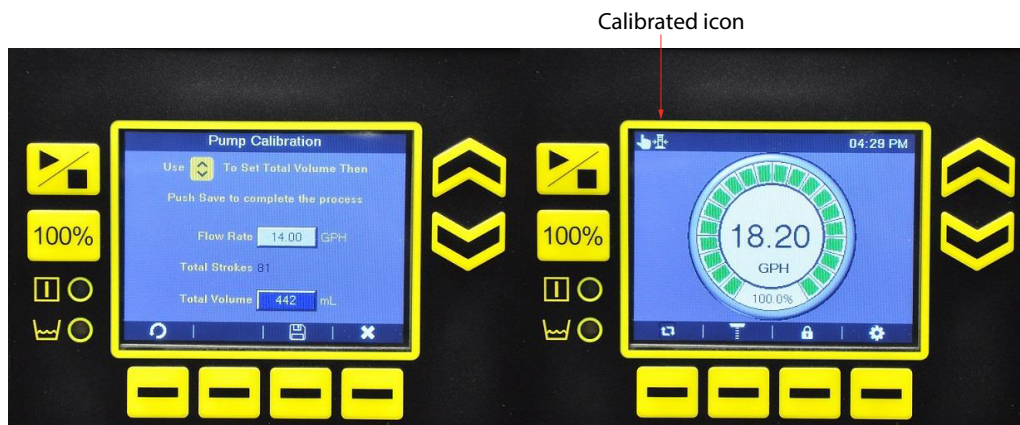 Calibrated icon
Pump Calibration
Use To Set Total Volume Then
Push Save to complete the process
Flow Rate 14.00 GPH
Total Strokes 81
Total Volume 442 mL
100%
04:29 PM
18.20
GPH
100.0%
100%